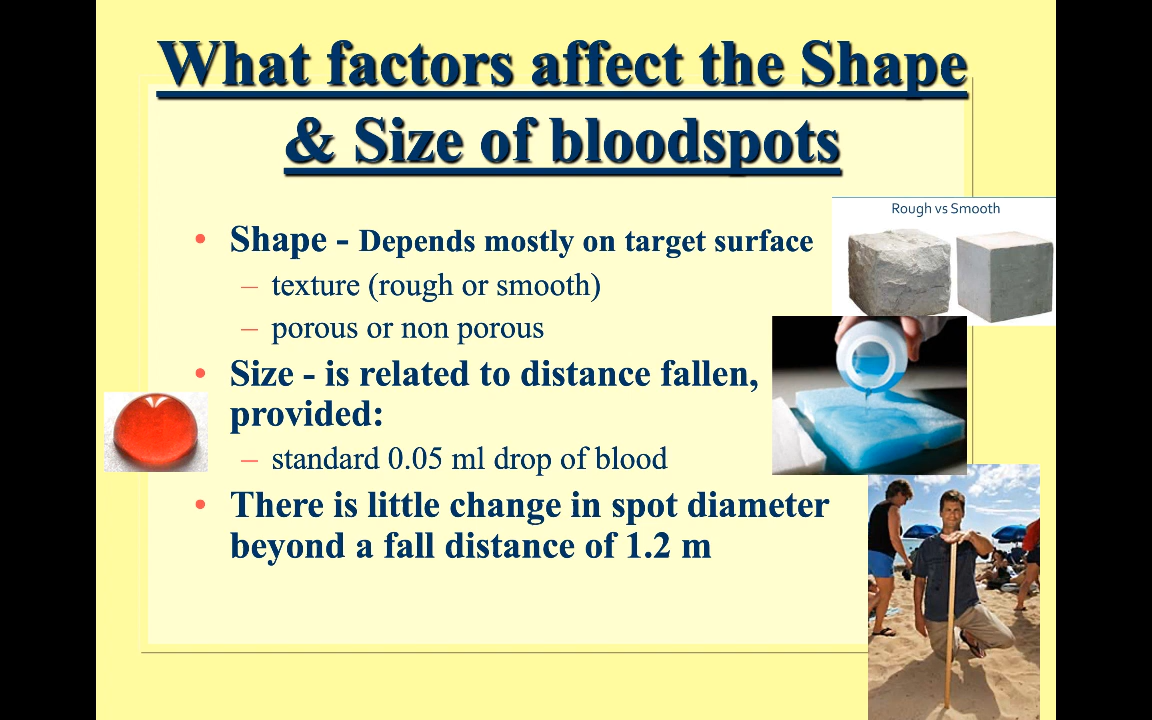 What factors affect the Shape
& Size of bloodspots
Rough vs Smooth
• Shape - Depends mostly on target surface
– texture (rough or smooth)
– porous or non porous
• Size - is related to distance fallen,
provided:
– standard 0.05 ml drop of blood
• There is little change in spot diameter
beyond a fall distance of 1.2 m